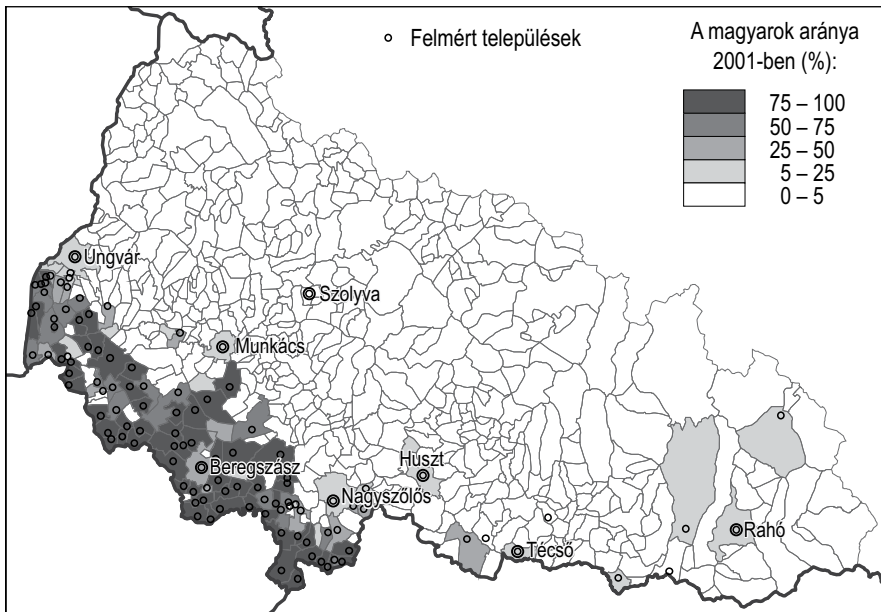 Felmért települések
A magyarok aránya
2001-ben (%):
75 – 100
50 – 75
25 – 50
5 – 25
0 – 5
Ungvár
Szolyva
Munkács
Beregszász
Huszt
Nagyszőlős
Técső
Rahó